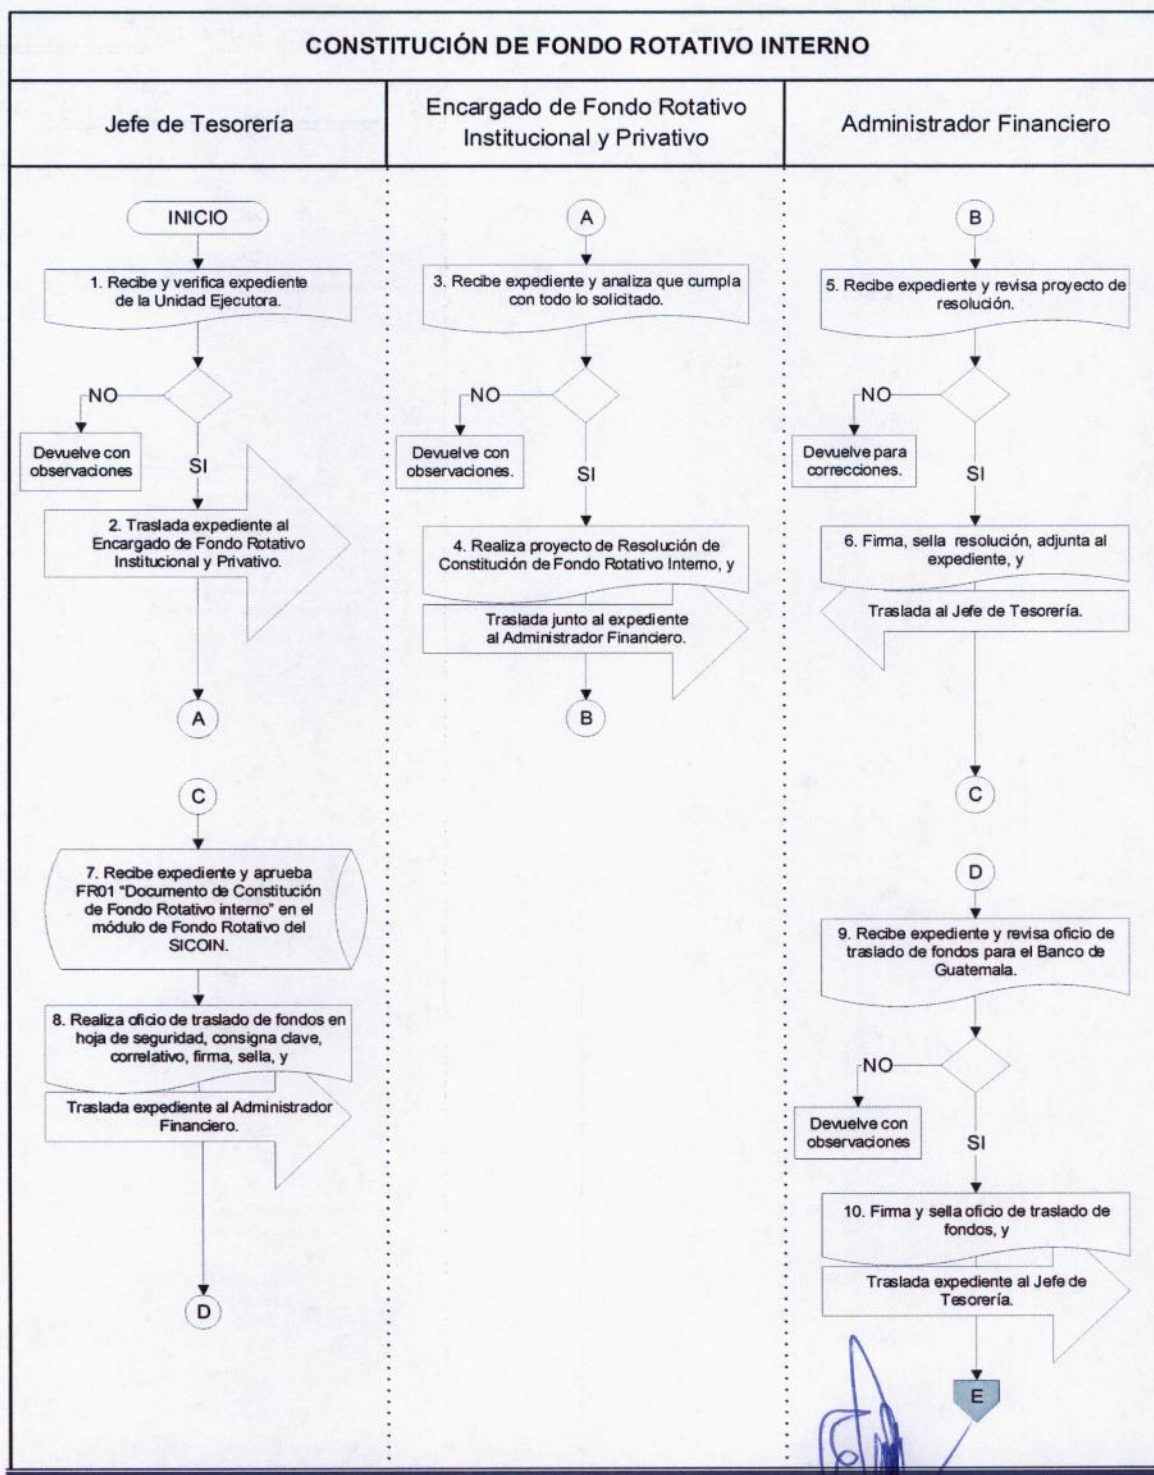 CONSTITUCIÓN DE FONDO ROTATIVO INTERNO
Jefe de Tesorería
Encargado de Fondo Rotativo
Institucional y Privativo
Administrador Financiero
INICIO
1. Recibe y verifica expediente
de la Unidad Ejecutora.
NO
Devuelve con
observaciones
SI
2. Traslada expediente al
Encargado de Fondo Rotativo
Institucional y Privativo.
A
C
7. Recibe expediente y aprueba
FR01 "Documento de Constitución
de Fondo Rotativo interno" en el
módulo de Fondo Rotativo del
SICOIN.
8. Realiza oficio de traslado de fondos en
hoja de seguridad, consigna clave,
correlativo, firma, sella, y
Traslada expediente al Administrador
Financiero.
D
A
3. Recibe expediente y analiza que cumpla
con todo lo solicitado.
NO
Devuelve con
observaciones.
SI
4. Realiza proyecto de Resolución de
Constitución de Fondo Rotativo Interno, y
Traslada junto al expediente
al Administrador Financiero.
B
B
5. Recibe expediente y revisa proyecto de
resolución.
NO
Devuelve para
correcciones.
SI
6. Firma, sella resolución, adjunta al
expediente, y
Traslada al Jefe de Tesorería.
C
D
9. Recibe expediente y revisa oficio de
traslado de fondos para el Banco de
Guatemala.
NO
Devuelve con
observaciones
SI
10. Firma y sella oficio de traslado de
fondos, y
Traslada expediente al Jefe de
Tesorería.
E